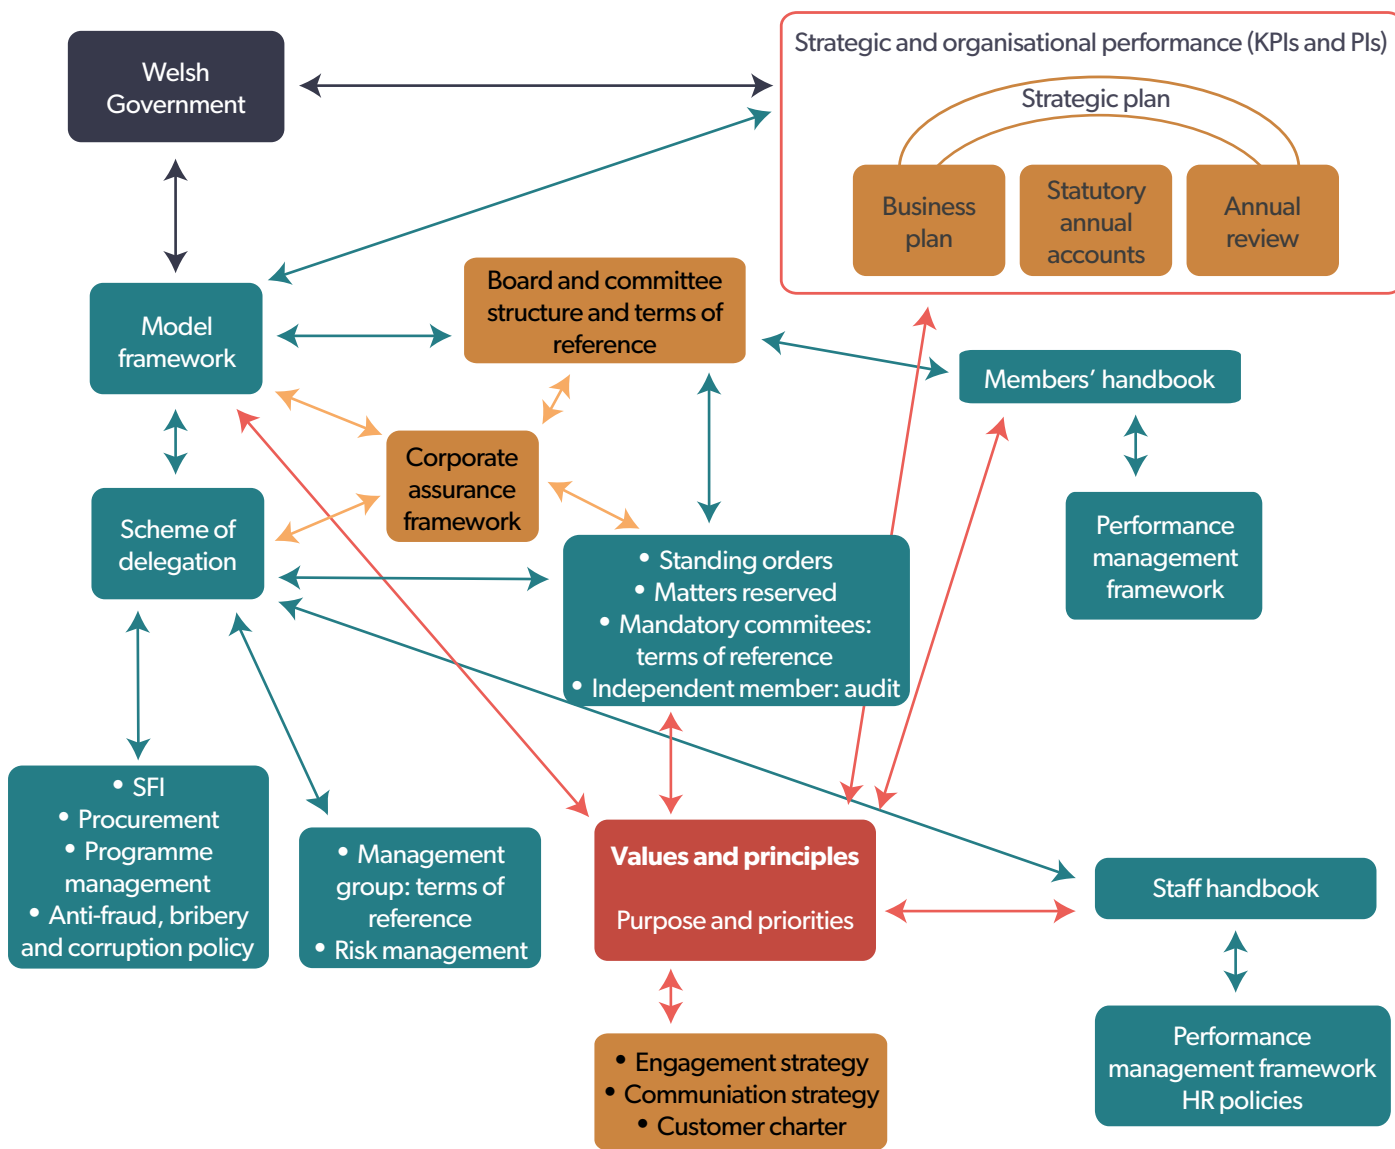 Welsh
Government
Strategic and organisational performance (KPIs and PIs)
Strategic plan
Business
plan
Statutory
annual
accounts
Annual
review
Model
framework
Board and committee
structure and terms of
reference
Members’ handbook
Corporate
assurance
framework
Scheme of
delegation
• Standing orders
• Matters reserved
• Mandatory commitees:
terms of reference
• Independent member: audit
Performance
management
framework
• SFI
• Procurement
• Programme
management
• Anti-fraud, bribery
and corruption policy
• Management
group: terms of
reference
• Risk management
Values and principles
Purpose and priorities
Staff handbook
• Engagement strategy
• Communiation strategy
• Customer charter
Performance
management framework
HR policies